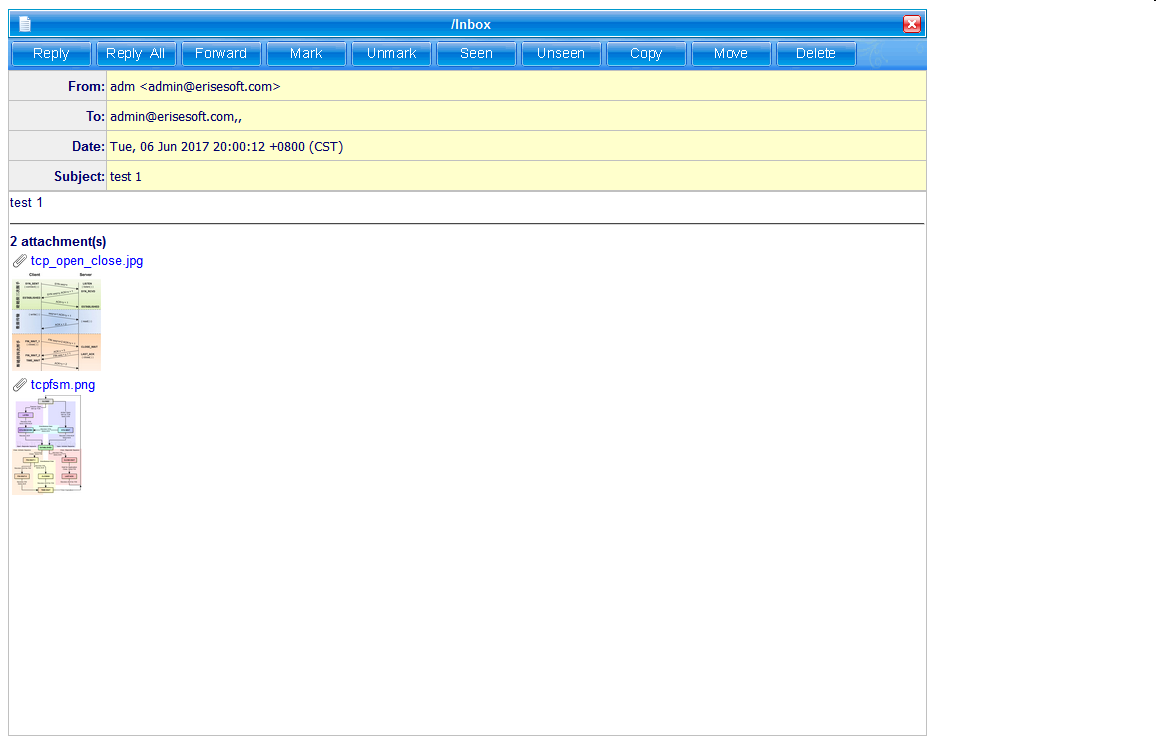 /Inbox
Reply Reply All Forward Mark Unmark Seen Unseen Copy Move Delete
From: adm <admin@erisesoft.com>
To: admin@erisesoft.com,,
Date: Tue, 06 Jun 2017 20:00:12 +0800 (CST)
Subject: test 1
test 1
2 attachment(s)
tcp_open_close.jpg
Client Server
tcpfsm.png